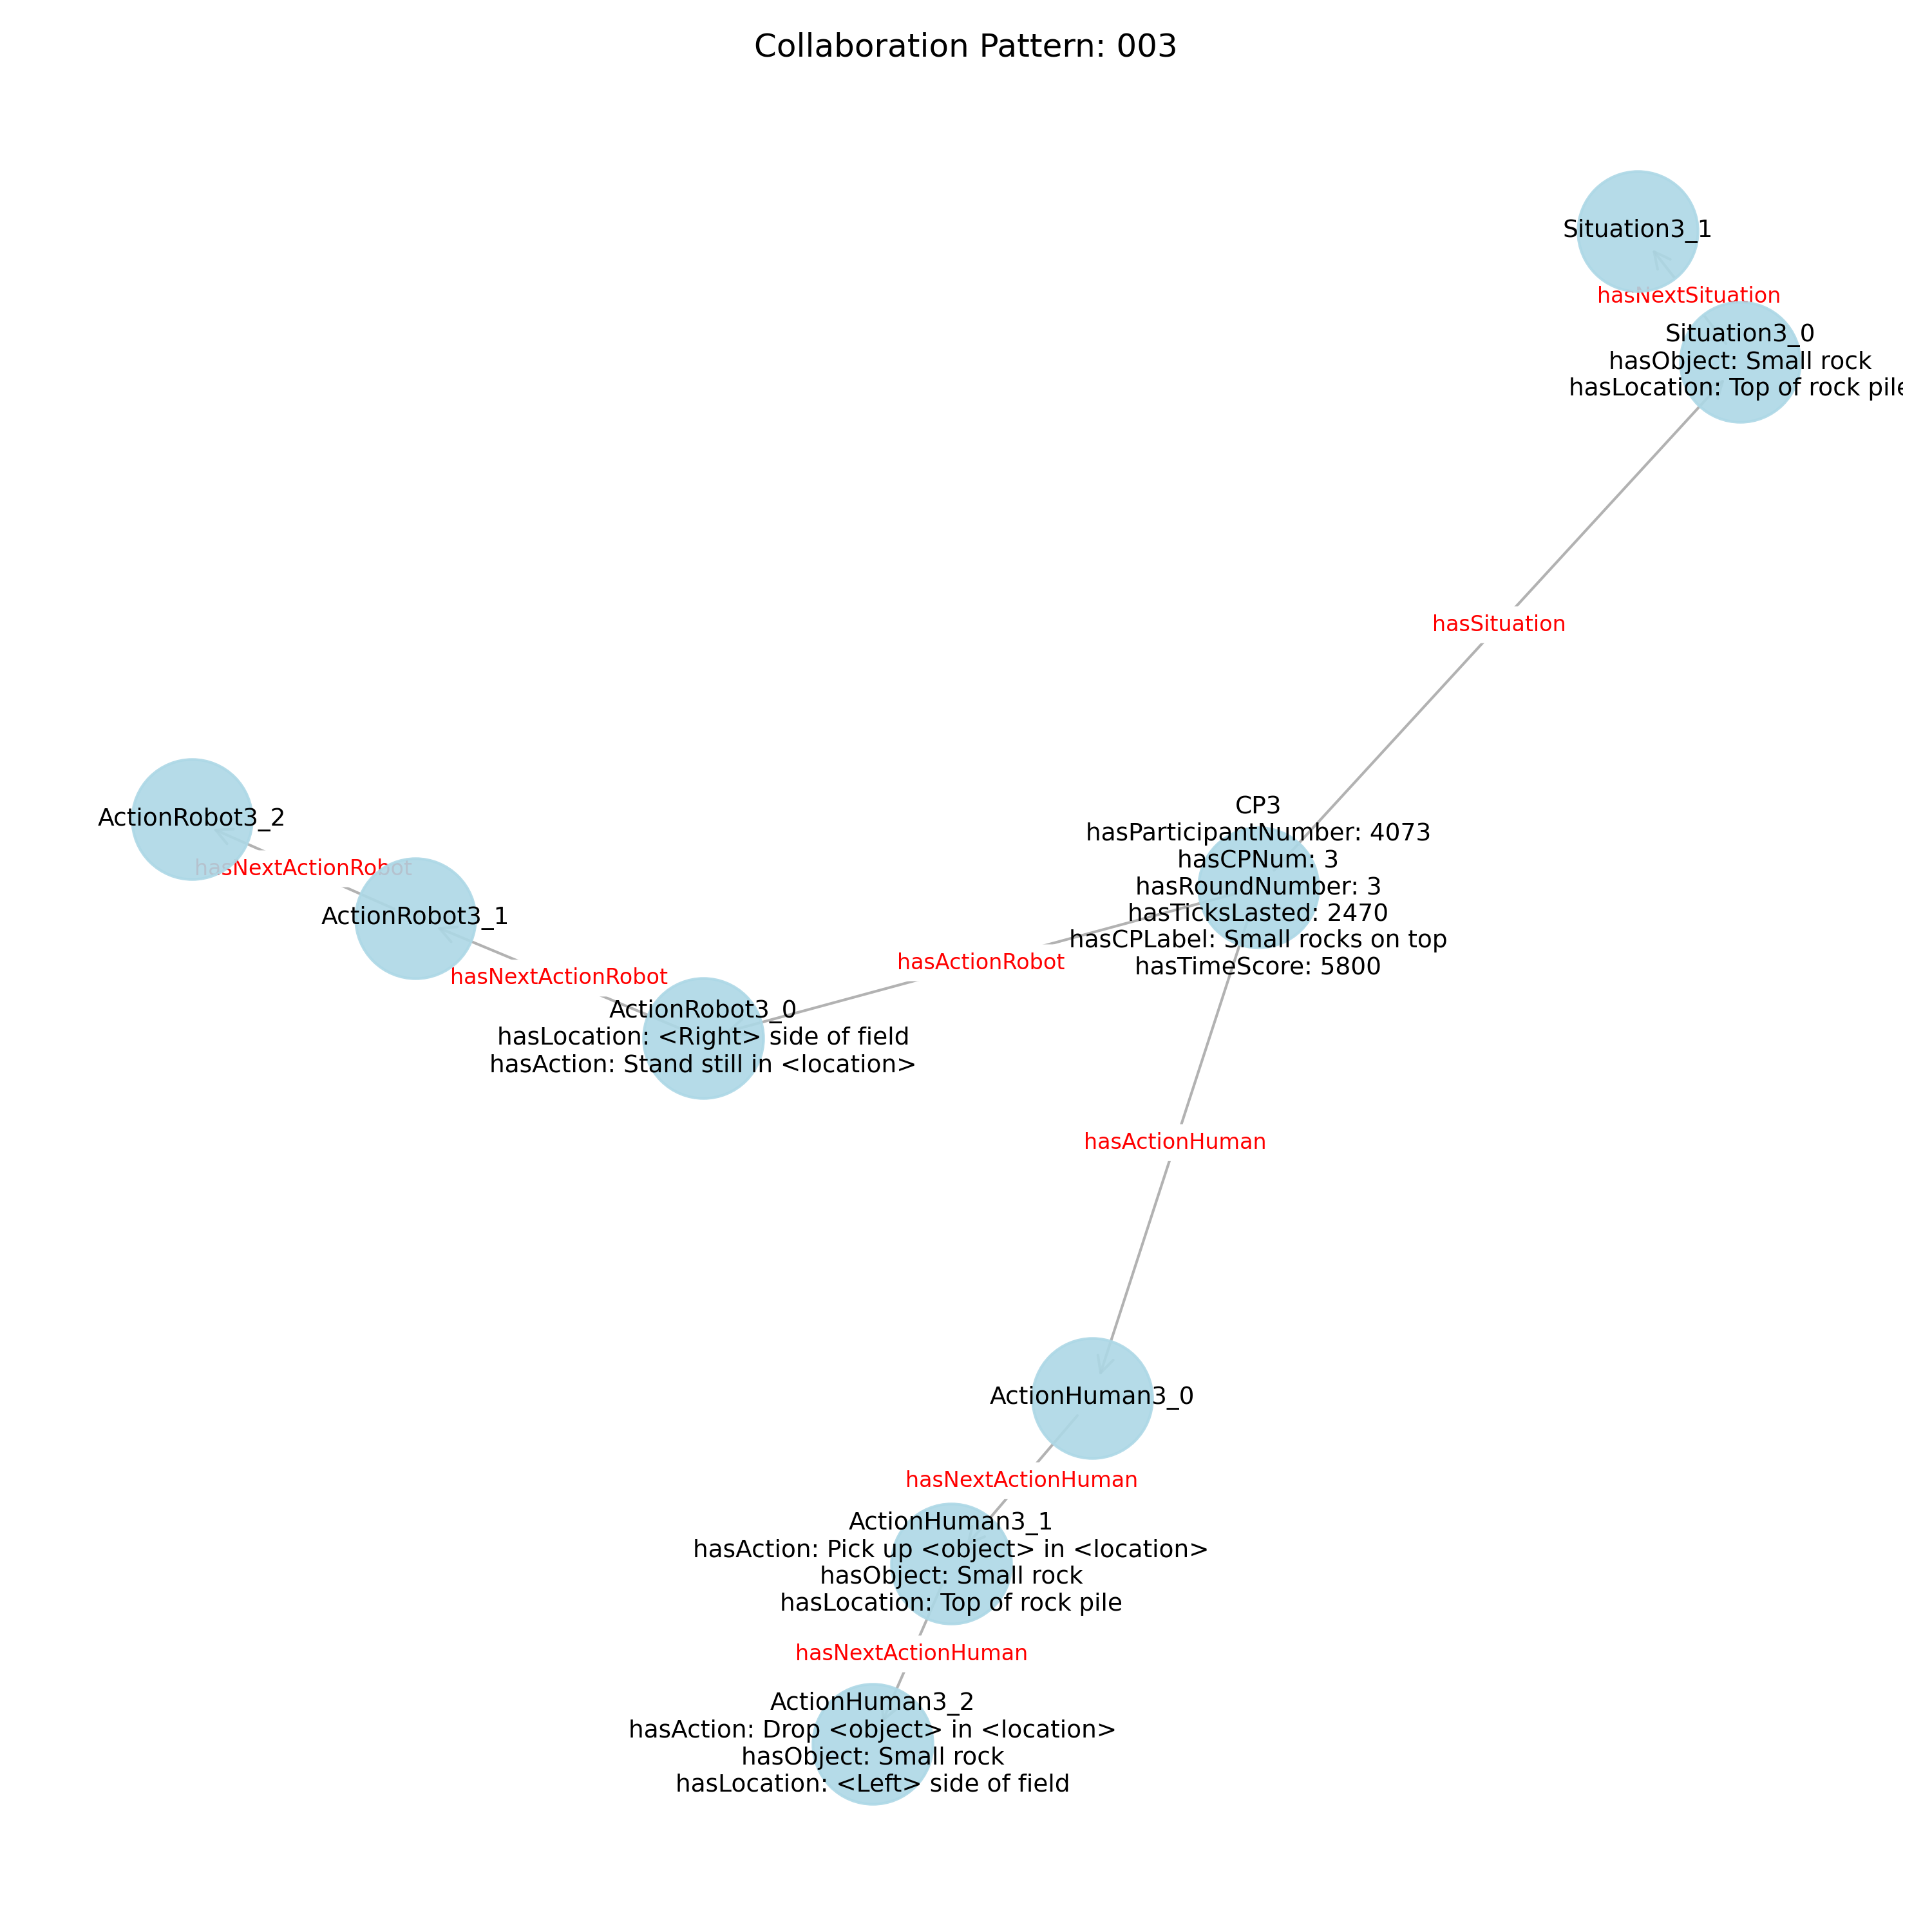 Collaboration Pattern: 003
Situation3_1
hasNextSituation
Situation3_0
hasObject: Small rock
hasLocation: Top of rock pile
hasSituation
CP3
hasParticipantNumber: 4073
hasCPNum: 3
hasRoundNumber: 3
hasTicksLasted: 2470
hasCPLabel: Small rocks on top
hasTimeScore: 5800
ActionRobot3_2
hasNextActionRobot
ActionRobot3_1
hasNextActionRobot
hasActionRobot
ActionRobot3_0
hasLocation: <Right> side of field
hasAction: Stand still in <location>
hasActionHuman
ActionHuman3_0
hasNextActionHuman
ActionHuman3_1
hasAction: Pick up <object> in <location>
hasObject: Small rock
hasLocation: Top of rock pile
hasNextActionHuman
ActionHuman3_2
hasAction: Drop <object> in <location>
hasObject: Small rock
hasLocation: <Left> side of field